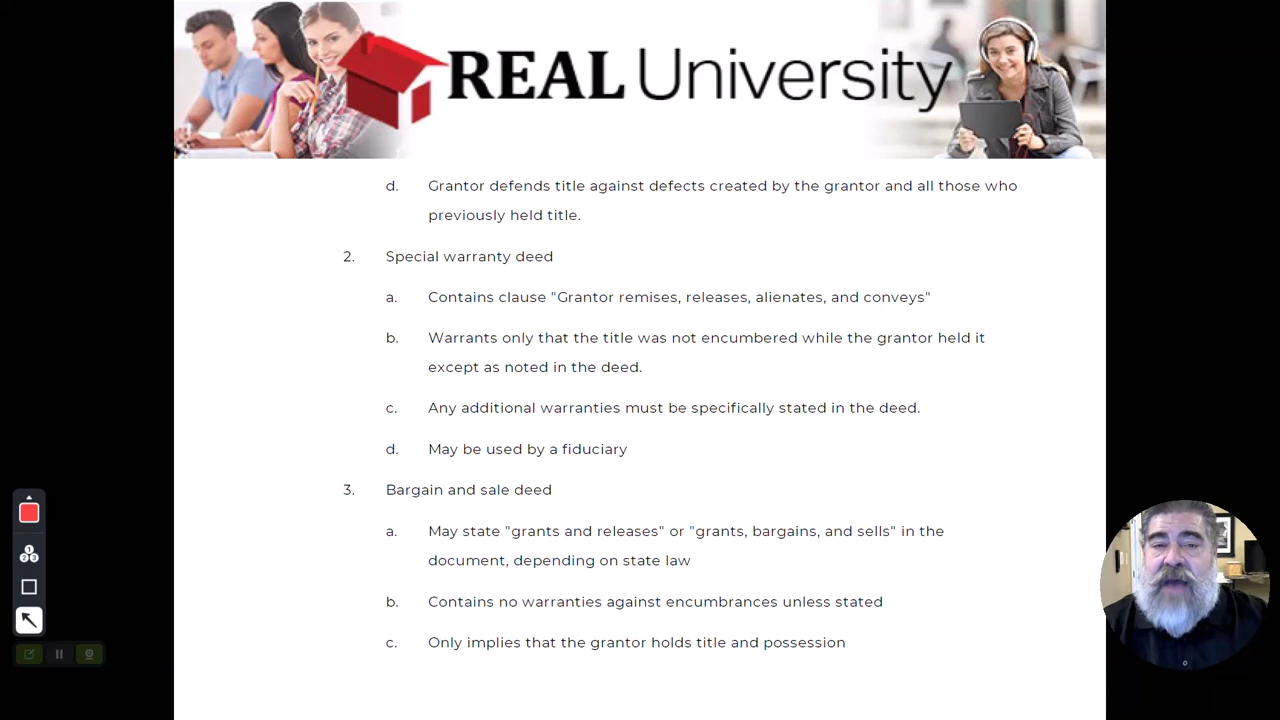 REAL University
d. Grantor defends title against defects created by the grantor and all those who
previously held title.
2. Special warranty deed
a. Contains clause "Grantor remises, releases, alienates, and conveys"
b. Warrants only that the title was not encumbered while the grantor held it
except as noted in the deed.
c. Any additional warranties must be specifically stated in the deed.
d. May be used by a fiduciary
3. Bargain and sale deed
a. May state "grants and releases" or "grants, bargains, and sells" in the
document, depending on state law
b. Contains no warranties against encumbrances unless stated
c. Only implies that the grantor holds title and possession